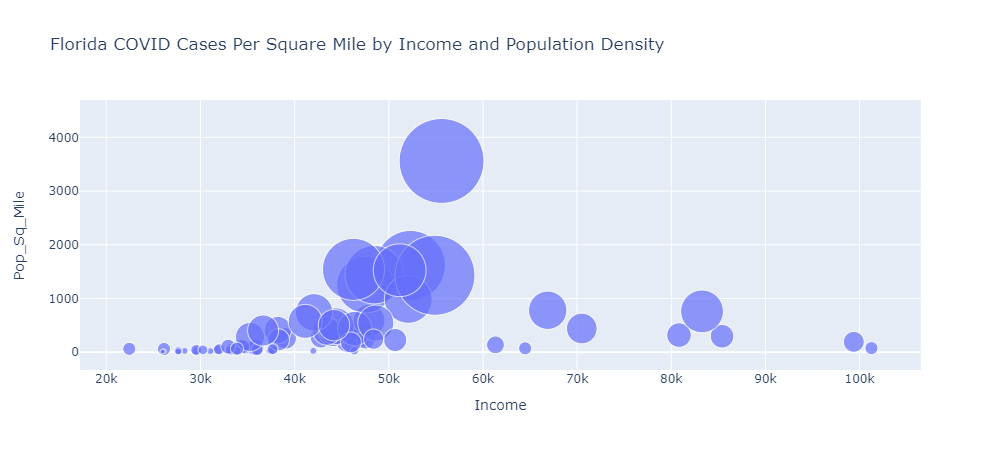 Florida COVID Cases Per Square Mile by Income and Population Density
4000
3000
2000
1000
0
Pop_Sq_Mile
20k 30k 40k 50k 60k 70k 80k 90k 100k
Income